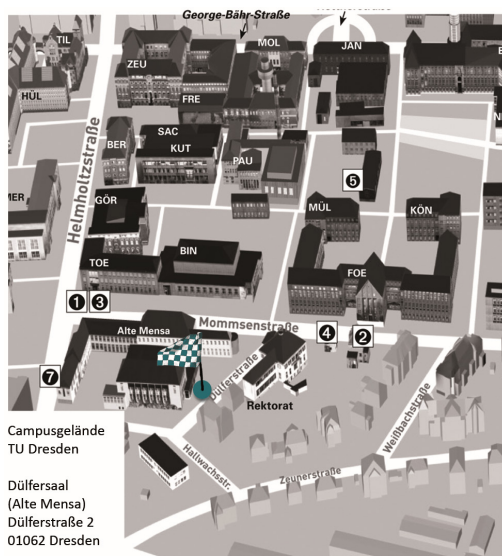 George-Bähr-Straße
TIL
ZEU
MOL
JAN
HÜL
FRE
SAC
BER
KUT
PAU
5
MER
Helmholtzstraße
GÖR
MÜL
KÖN
TOE
BIN
FOE
1 3
Mommsenstraße
4 2
Alte Mensa
Dülferstraße
7
Rektorat
Weißbachstraße
Hallwachsstr.
Zeunerstraße
Campusgelände
TU Dresden
Dülfersaal
(Alte Mensa)
Dülferstraße 2
01062 Dresden